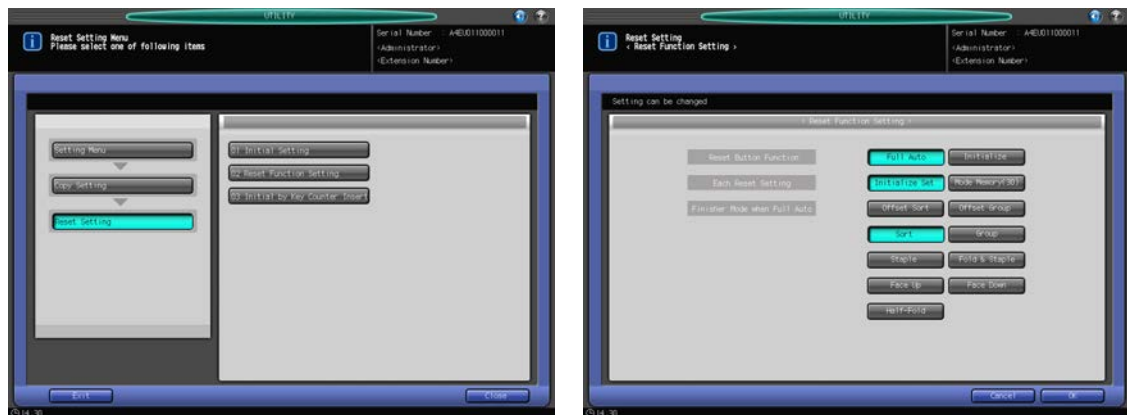 UTILITY
Reset Setting Menu
Please select one of following items
Serial Number : A4EU011000011
<Administrator>
<Extension Number>
Setting Menu
Copy Setting
Reset Setting
01 Initial Setting
02 Reset Function Setting
03 Initial by Key Counter Insert
Exit
Close
14:30
UTILITY
Reset Setting
< Reset Function Setting >
Serial Number : A4EU011000011
<Administrator>
<Extension Number>
Setting can be changed
< Reset Function Setting >
Reset Button Function
Full Auto
Initialize
Each Reset Setting
Initialize Set
Mode Memory(30)
Finisher Mode when Full Auto
Offset Sort
Offset Group
Sort
Group
Staple
Fold & Staple
Face Up
Face Down
Half-Fold
Cancel
OK
14:30